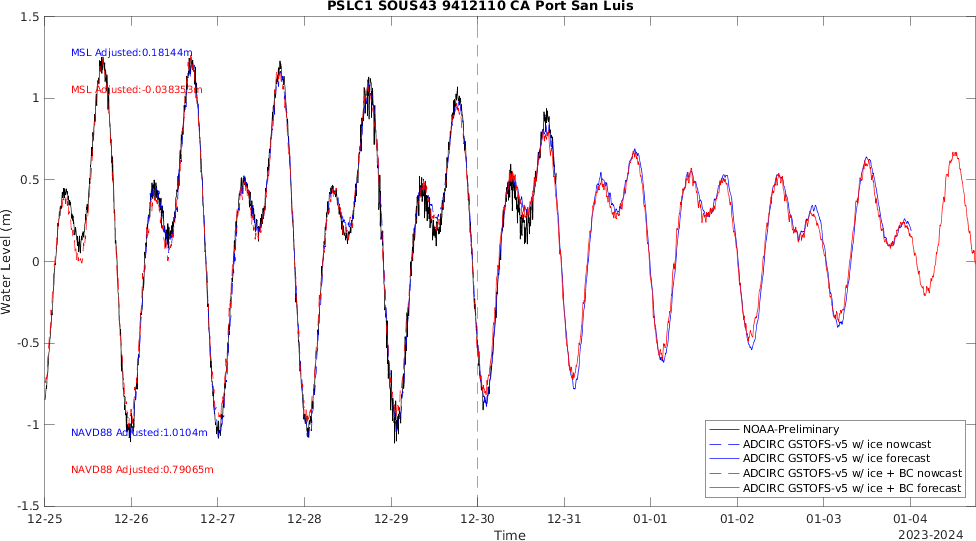 PSLC1 SOUS43 9412110 CA Port San Luis
MSL Adjusted:0.18144m
MSL Adjusted:-0.038353m
NAVD88 Adjusted:1.0104m
NAVD88 Adjusted:0.79065m
Water Level (m)
1.5
1
0.5
0
-0.5
-1
-1.5
NOAA-Preliminary
ADCIRC GSTOFS-v5 w/ ice nowcast
ADCIRC GSTOFS-v5 w/ ice forecast
ADCIRC GSTOFS-v5 w/ ice + BC nowcast
ADCIRC GSTOFS-v5 w/ ice + BC forecast
12-25 12-26 12-27 12-28 12-29 12-30 12-31 01-01 01-02 01-03 01-04
Time
2023-2024